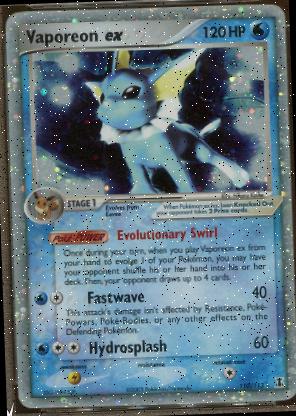 Vaporeon ex 120 HP
STAGE 1
Evolves from Eevee
When Pokémon-ex has been Knocked Out,
your opponent takes 2 Prize cards.
POKé-POWER Evolutionary Swirl
Once during your turn, when you play Vaporeon ex from
your hand to evolve 1 of your Pokémon, you may have
your opponent shuffle his or her hand into his or her
deck. Then, your opponent draws up to 4 cards.
Fastwave 40
This attack's damage isn't affected by Resistance, Poké-
Powers, Poké-Bodies, or any other effects on the
Defending Pokémon.
Hydrosplash 60